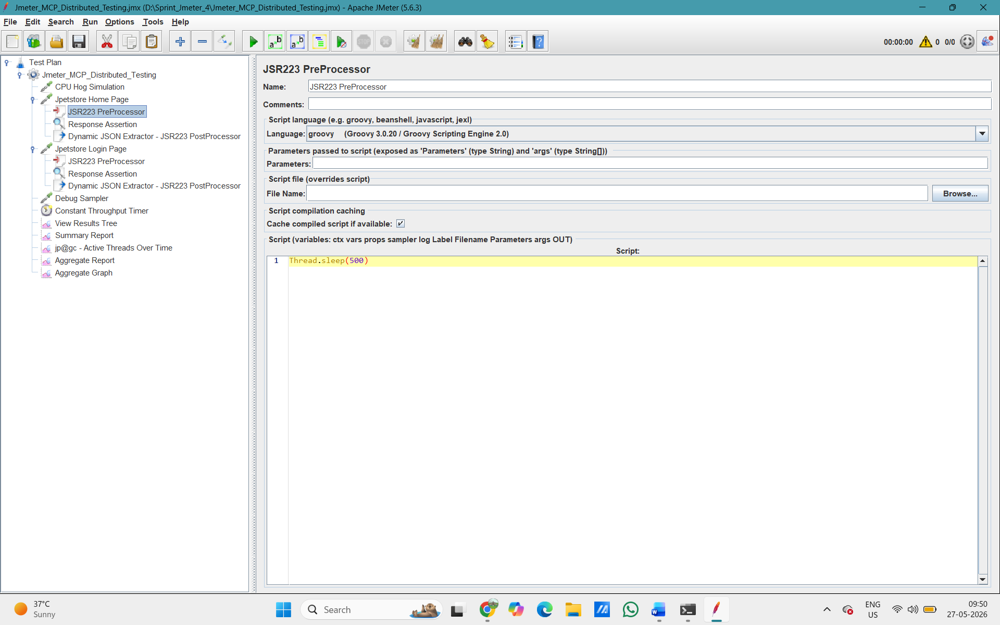 Jmeter_MCP_Distributed_Testing.jmx (D:\Sprint_Jmeter_4\Jmeter_MCP_Distributed_Testing.jmx) - Apache JMeter (5.6.3)
File Edit Search Run Options Tools Help
00:00:00 0 0/0
Test Plan
Jmeter_MCP_Distributed_Testing
CPU Hog Simulation
Jpetstore Home Page
JSR223 PreProcessor
Response Assertion
Dynamic JSON Extractor - JSR223 PostProcessor
Jpetstore Login Page
JSR223 PreProcessor
Response Assertion
Dynamic JSON Extractor - JSR223 PostProcessor
Debug Sampler
Constant Throughput Timer
View Results Tree
Summary Report
jp@gc - Active Threads Over Time
Aggregate Report
Aggregate Graph
JSR223 PreProcessor
Name: JSR223 PreProcessor
Comments:
Script language (e.g. groovy, beanshell, javascript, jexl)
Language: groovy (Groovy 3.0.20 / Groovy Scripting Engine 2.0)
Parameters passed to script (exposed as 'Parameters' (type String) and 'args' (type String[]))
Parameters:
Script file (overrides script)
File Name: Browse...
Script compilation caching
Cache compiled script if available:
Script (variables: ctx vars props sampler log Label Filename Parameters args OUT)
Script:
1 Thread.sleep(500)
37°C
Sunny
Search
ENG
US
09:50
27-05-2026